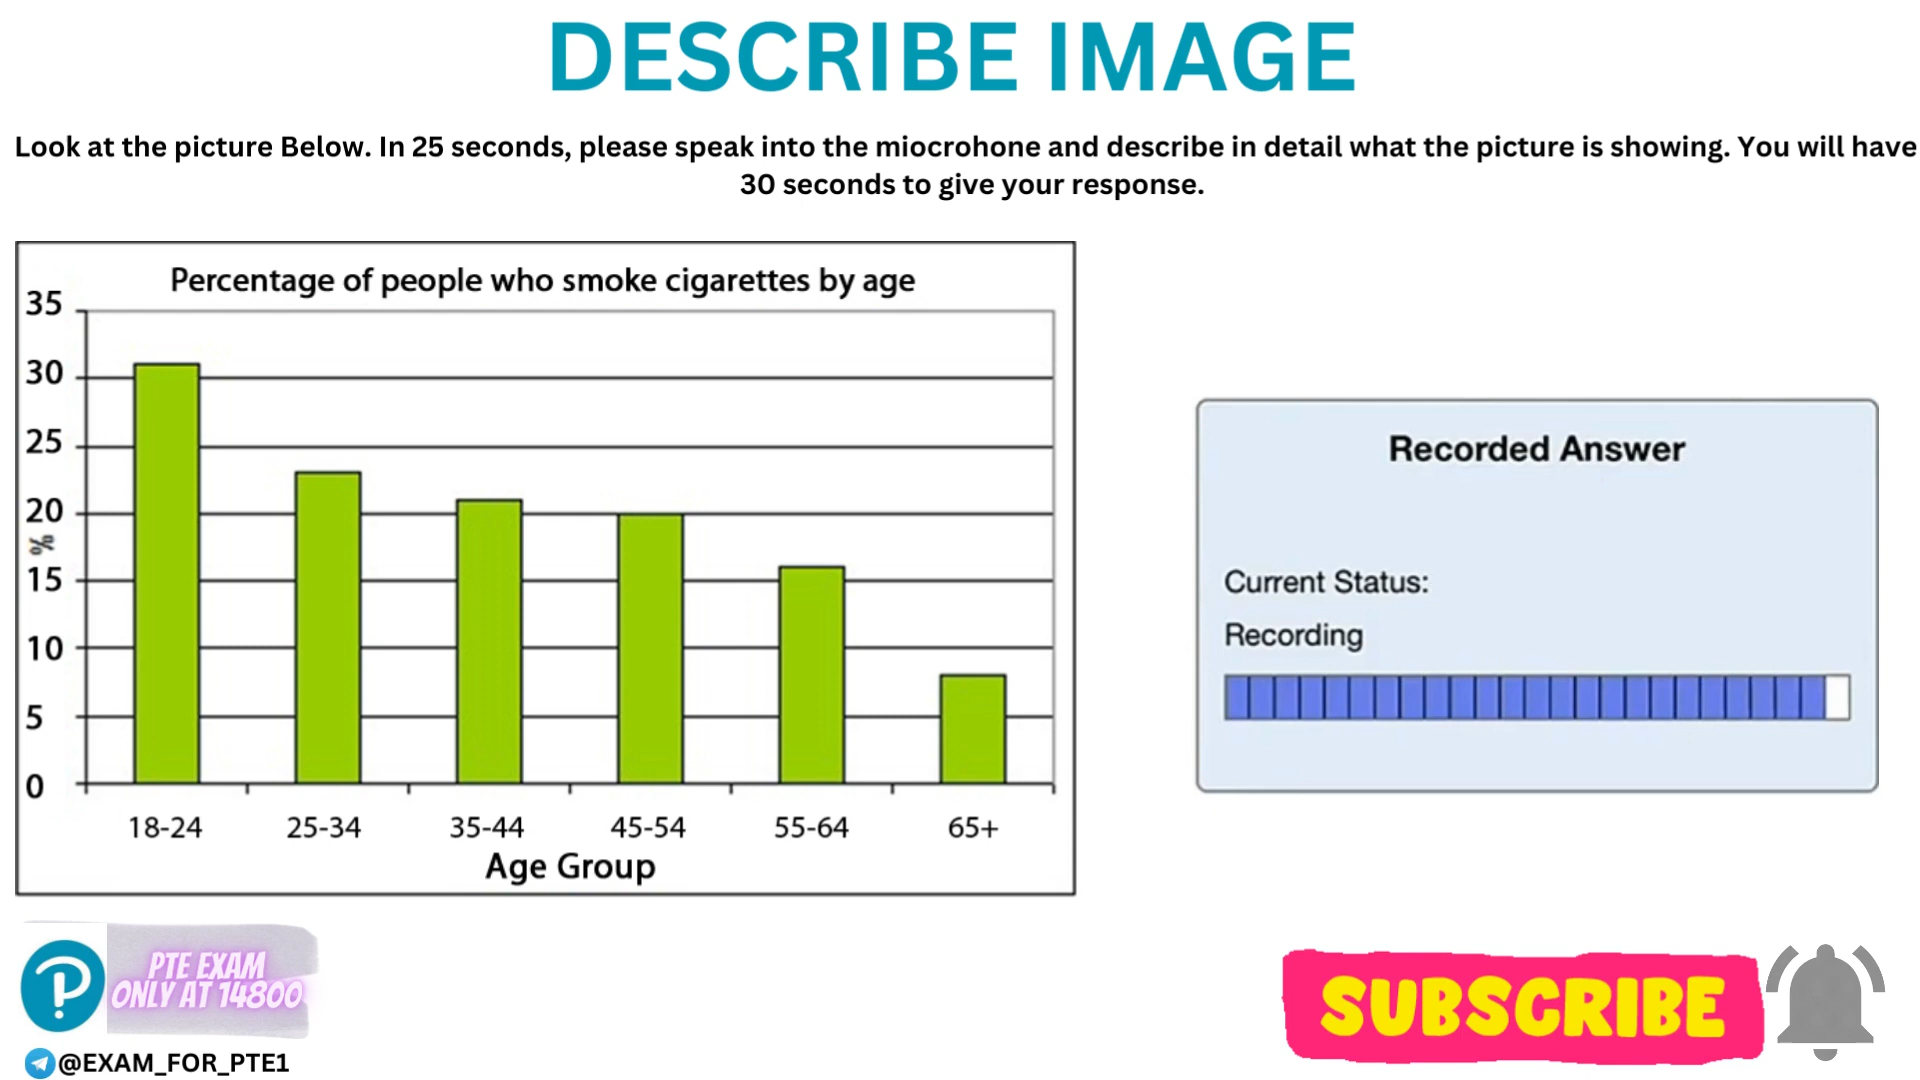 DESCRIBE IMAGE
Look at the picture Below. In 25 seconds, please speak into the miocrohone and describe in detail what the picture is showing. You will have
30 seconds to give your response.
Percentage of people who smoke cigarettes by age
35
30
25
20
%
15
10
5
0
18-24 25-34 35-44 45-54 55-64 65+
Age Group
Recorded Answer
Current Status:
Recording
PTE EXAM
ONLY AT 14800
@EXAM_FOR_PTE1
SUBSCRIBE